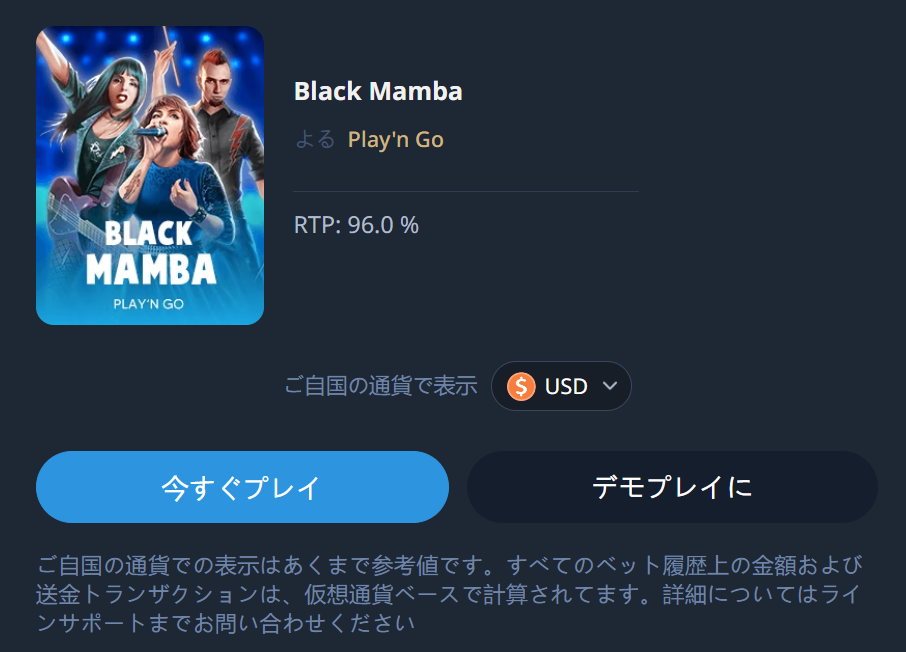 BLACK
MAMBA
PLAY'N GO
Black Mamba
よる Play'n Go
RTP: 96.0 %
ご自国の通貨で表示 $ USD
今すぐプレイ
デモプレイに
ご自国の通貨での表示はあくまで参考値です。すべてのベット履歴上の金額および
送金トランザクションは、仮想通貨ベースで計算されてます。詳細についてはライ
ンサポートまでお問い合わせください